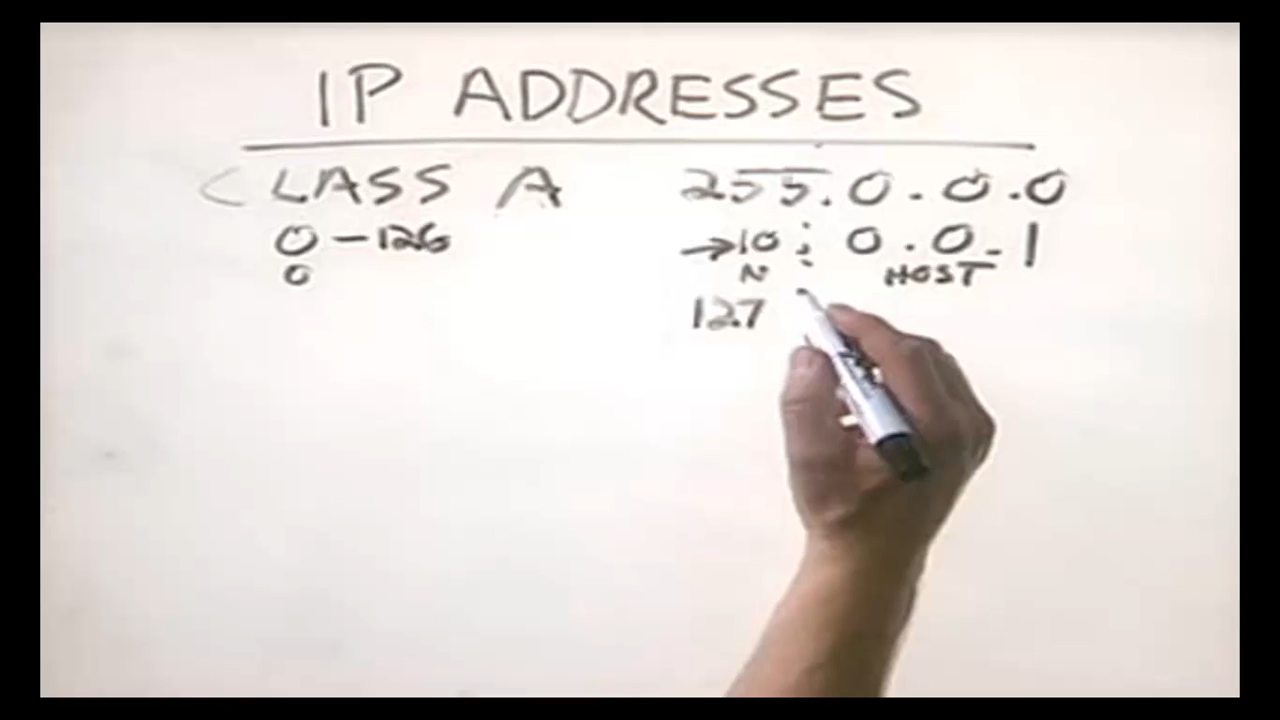 IP ADDRESSES
CLASS A 255.0.0.0
0-126 →10:0.0.1
0 N HOST
127